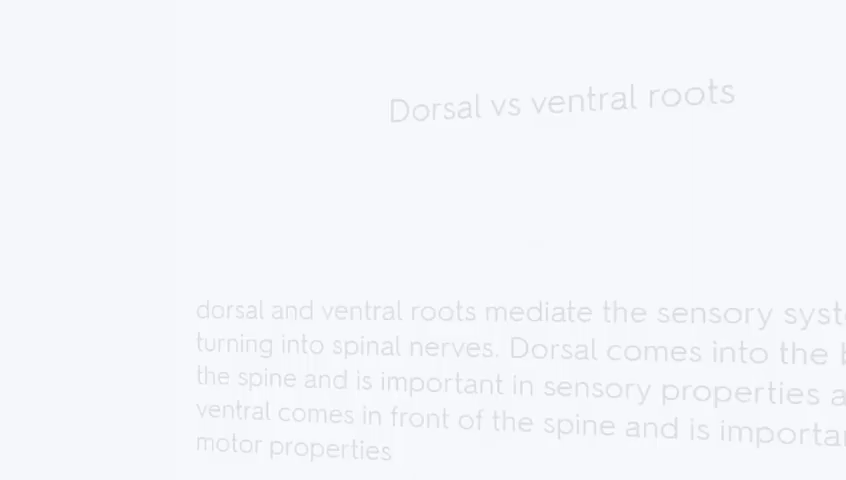 Dorsal vs ventral roots
dorsal and ventral roots mediate the sensory
turning into spinal nerves. Dorsal comes into the
the spine and is important in sensory properties
ventral comes in front of the spine and is
motor properties